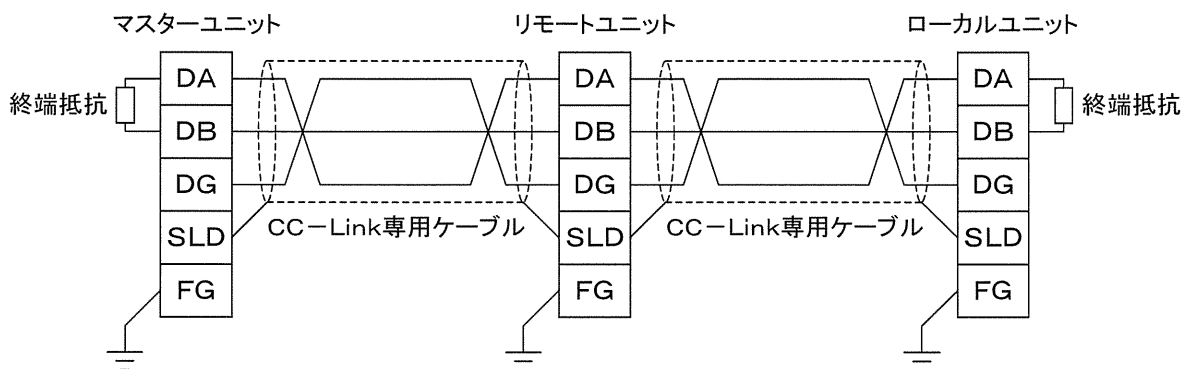 マスターユニット
リモートユニット
ローカルユニット
終端抵抗
DA
DB
DG
SLD
FG
CC－Link専用ケーブル
DA
DB
DG
SLD
FG
CC－Link専用ケーブル
DA
DB
DG
SLD
FG
終端抵抗